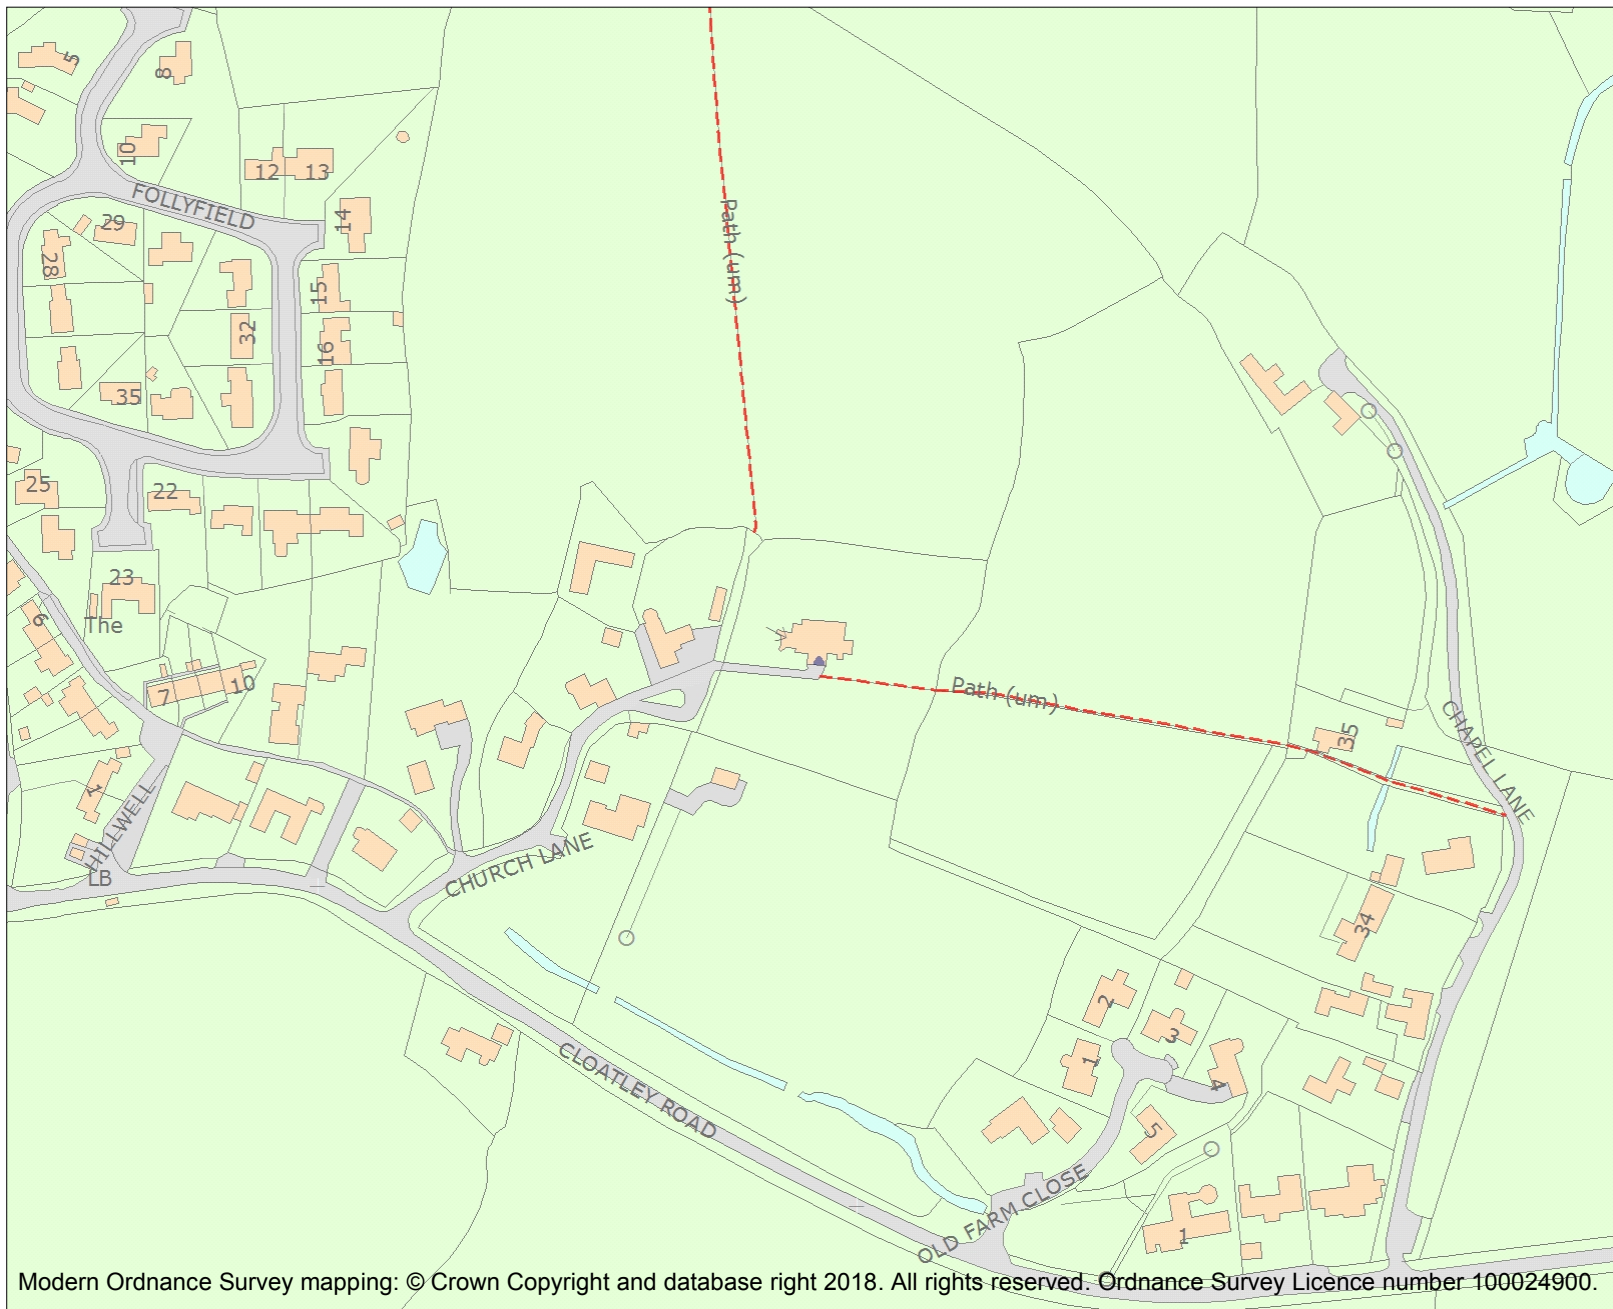 5
8
10
12
13
FOLLYFIELD
14
29
28
15
32
16
35
Path (um)
25
22
23
The
6
7
10
1
HILLWELL
LB
CHURCH LANE
Path (um)
35
CHAPEL LANE
34
2
3
1
4
5
CLOATLEY ROAD
OLD FARM CLOSE
1
Modern Ordnance Survey mapping: © Crown Copyright and database right 2018. All rights reserved. Ordnance Survey Licence number 100024900.